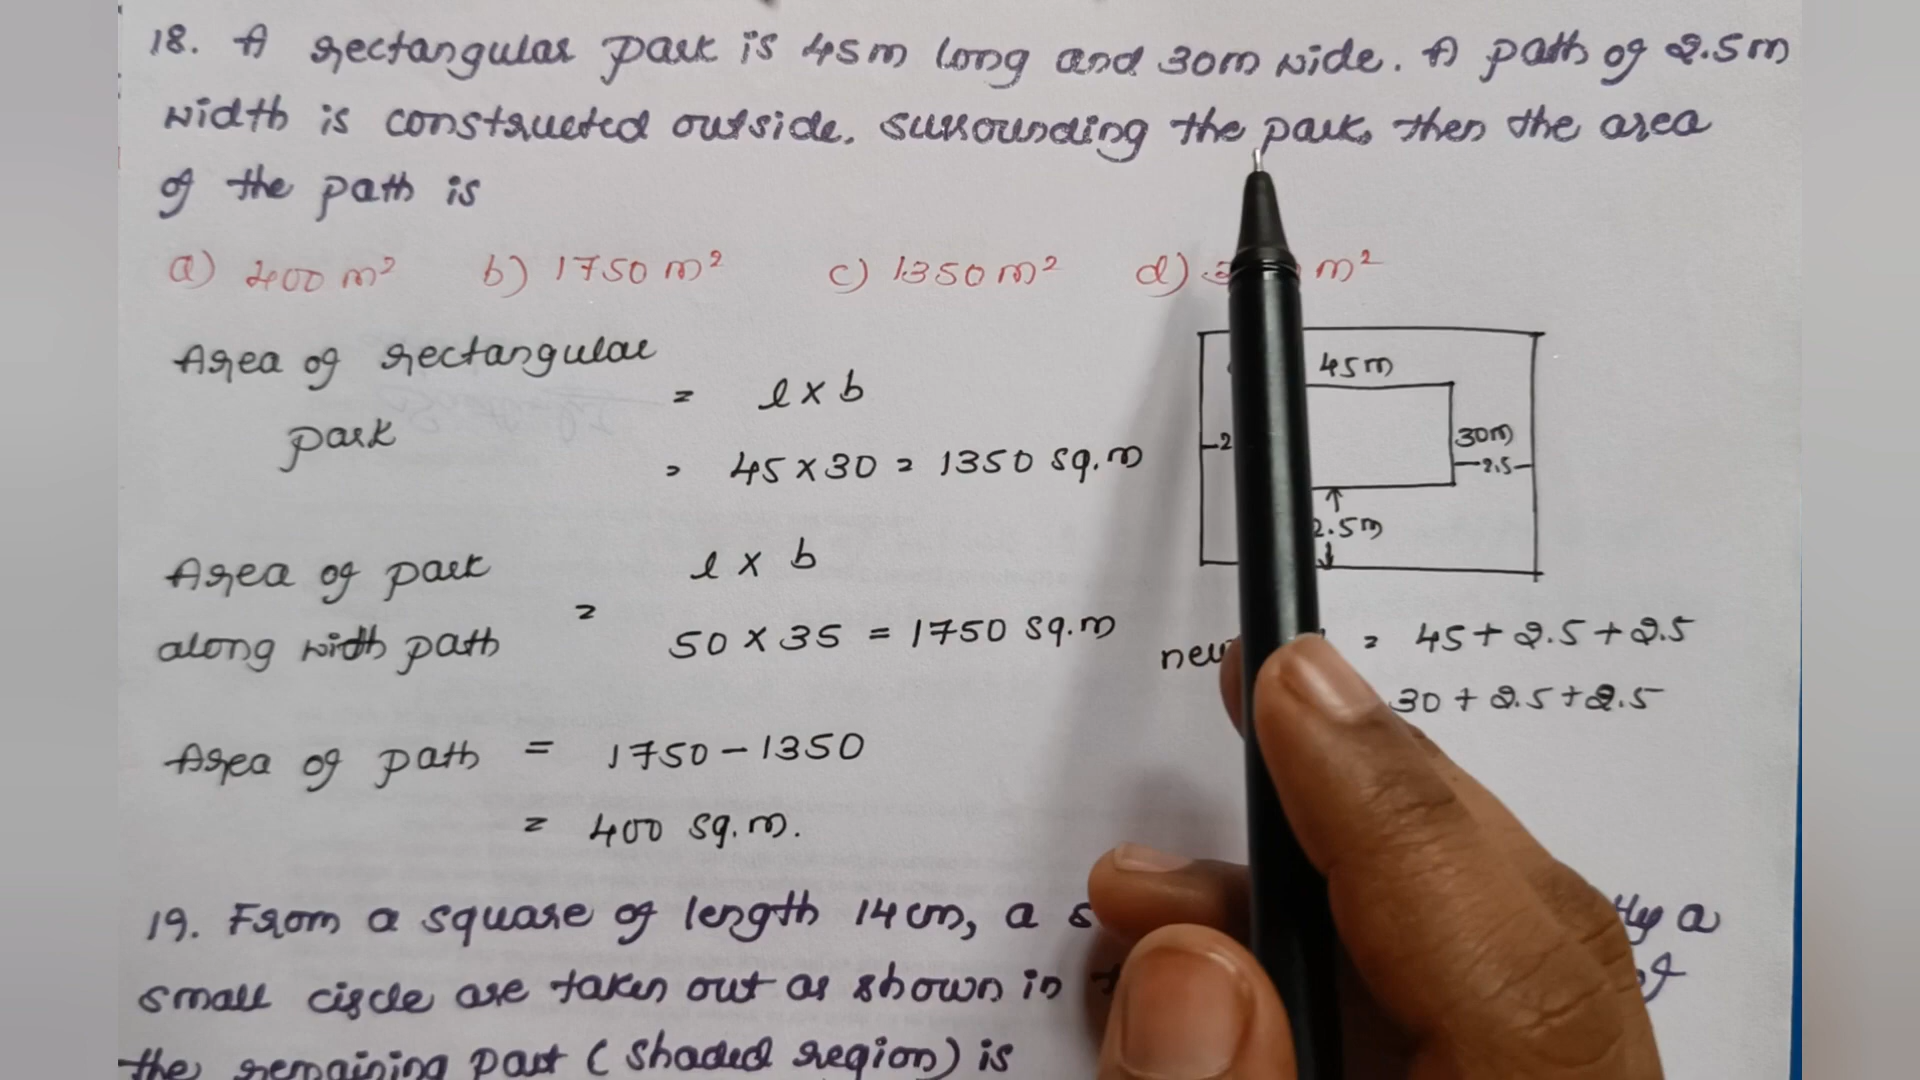 18. A rectangular park is 45m long and 30m wide. A path of 2.5m
width is constructed outside. surrounding the park, then the area
of the path is
a) 400 m² b) 1750 m² c) 1350 m² d) m²
Area of rectangular
park
= l x b
= 45 x 30 = 1350 sq.m
45m
30m
2.5
2.5m
Area of park
along with path
=
l x b
50 x 35 = 1750 sq.m
new = 45 + 2.5 + 2.5
30 + 2.5 + 2.5
Area of path = 1750 - 1350
= 400 sq.m.
19. From a square of length 14cm, a a
small circle are taken out as shown in of
the remaining part (shaded region) is